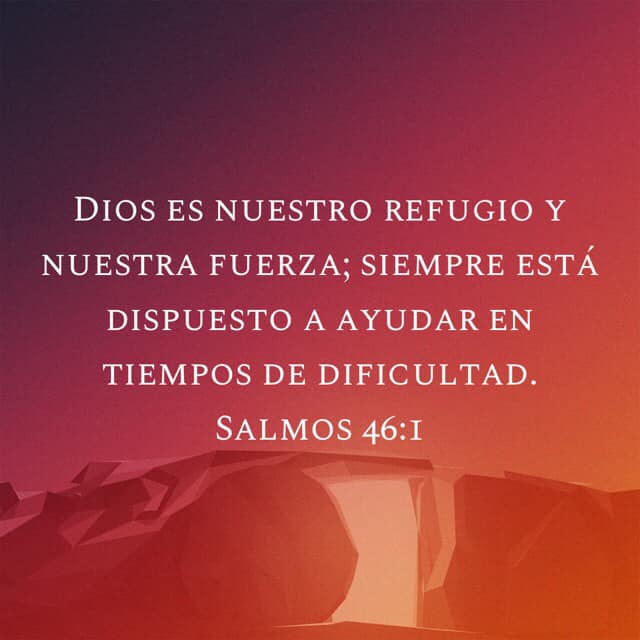 Dios es nuestro refugio y
nuestra fuerza; siempre está
dispuesto a ayudar en
tiempos de dificultad.
Salmos 46:1